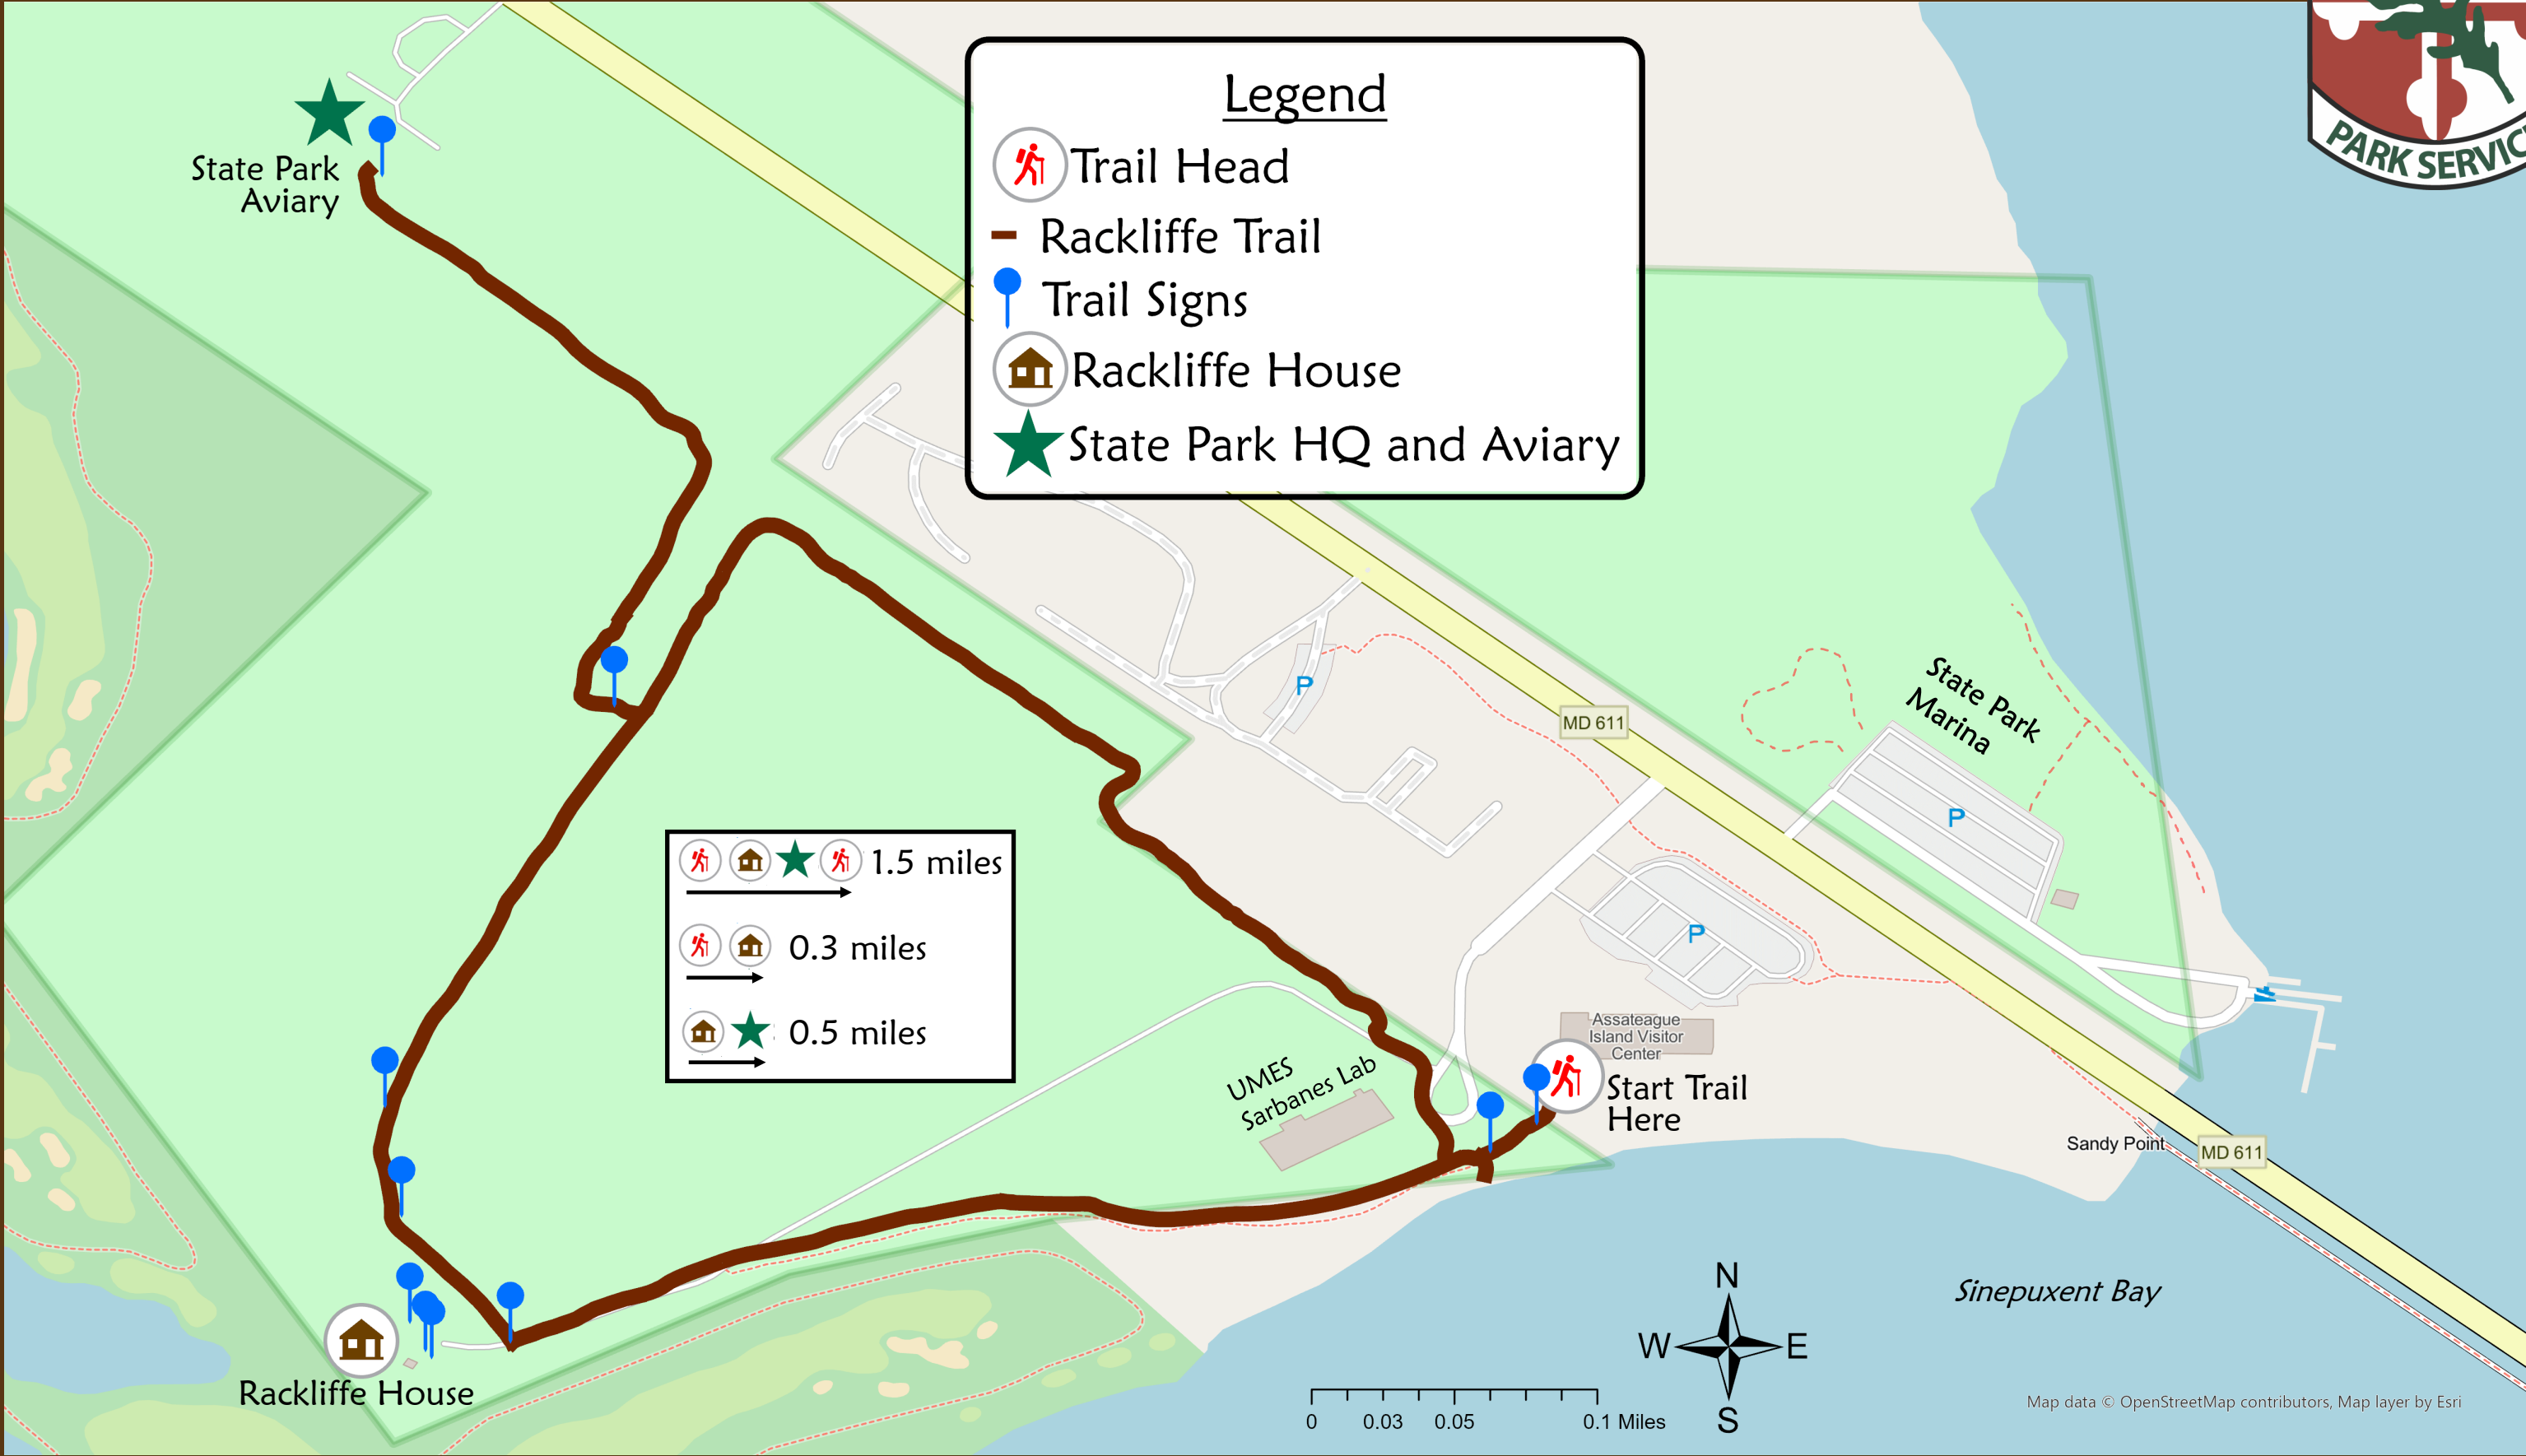 PARK SERVIC
Legend
Trail Head
Rackliffe Trail
Trail Signs
Rackliffe House
State Park HQ and Aviary
State Park
Aviary
P
MD 611
State Park
Marina
P
P
1.5 miles
0.3 miles
0.5 miles
Assateague
Island Visitor
Center
UMES
Sarbanes Lab
Start Trail
Here
Sandy Point
MD 611
Rackliffe House
N
W E
S
Sinepuxent Bay
0 0.03 0.05 0.1 Miles
Map data © OpenStreetMap contributors, Map layer by Esri